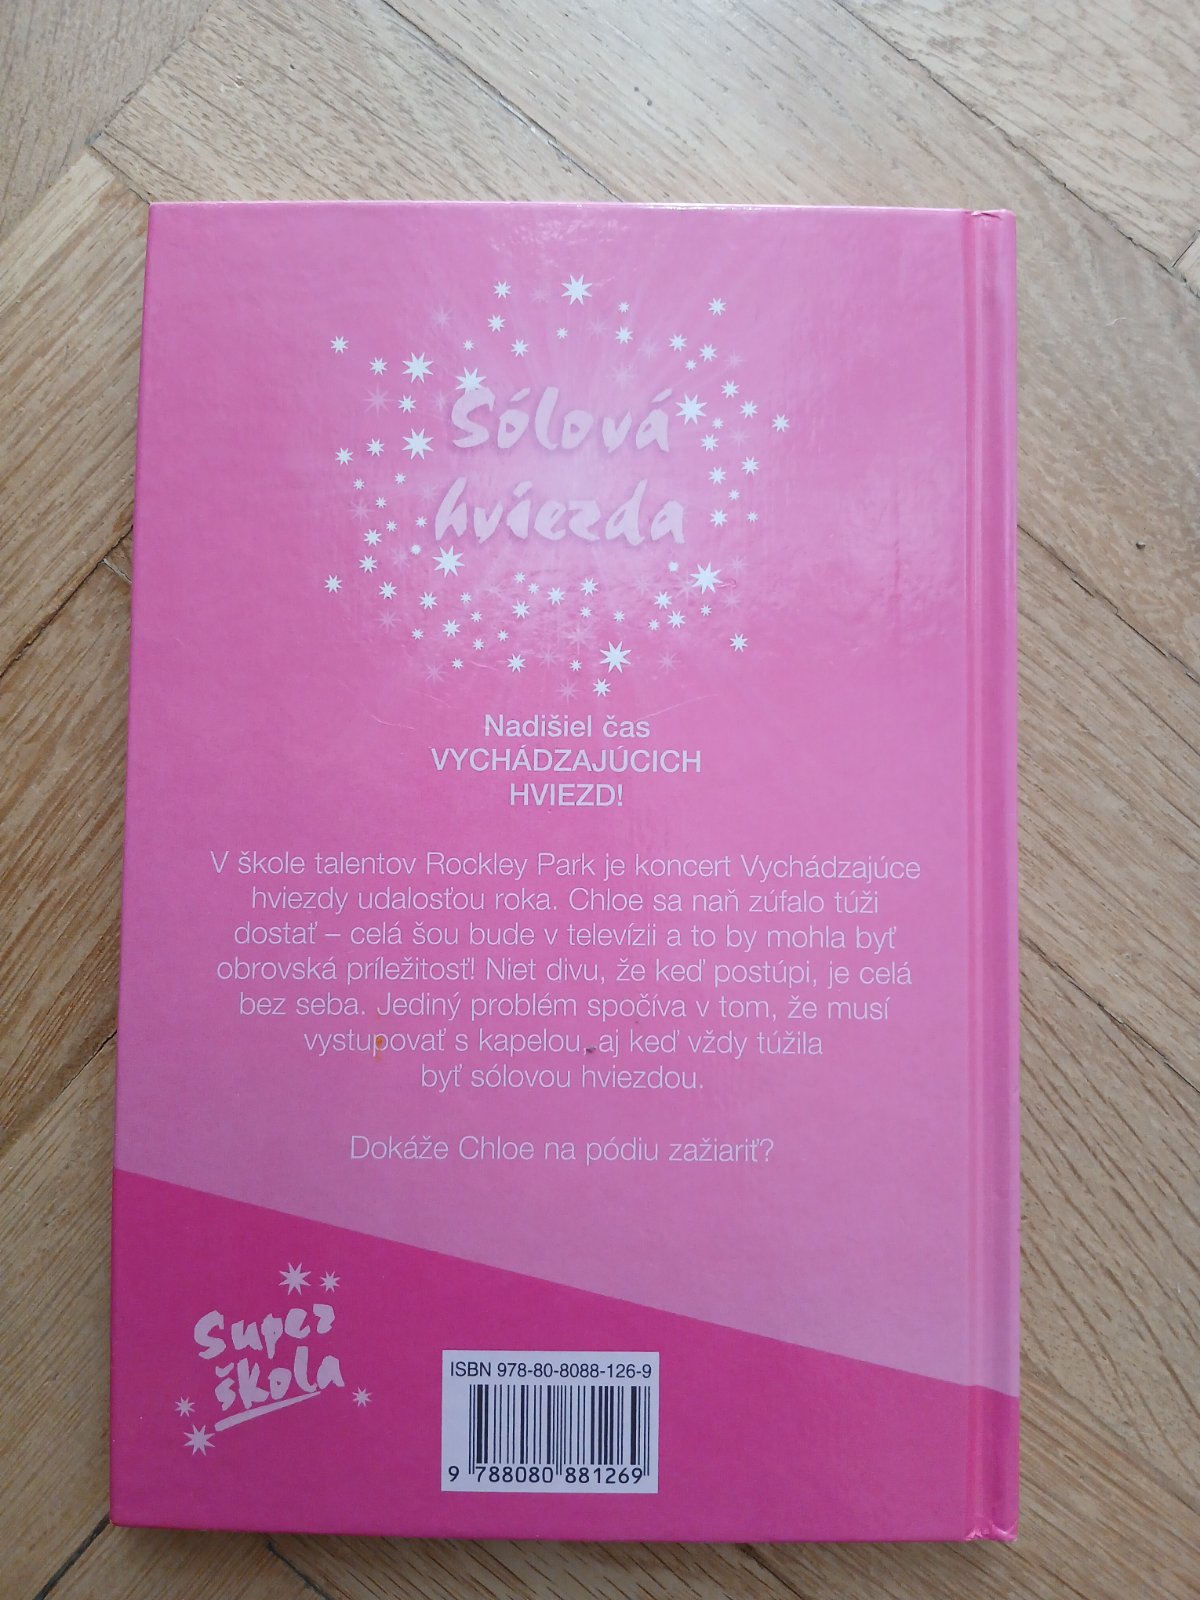 Sólová
hviezda
Nadišiel čas
VYCHÁDZAJÚCICH
HVIEZD!
V škole talentov Rockley Park je koncert Vychádzajúce
hviezdy udalosťou roka. Chloe sa naň zúfalo túži
dostať – celá šou bude v televízii a to by mohla byť
obrovská príležitosť! Niet divu, že keď postúpi, je celá
bez seba. Jediný problém spočíva v tom, že musí
vystupovať s kapelou, aj keď vždy túžila
byť sólovou hviezdou.
Dokáže Chloe na pódiu zažiariť?
Super
škola
ISBN 978-80-8088-126-9
9 788080 881269